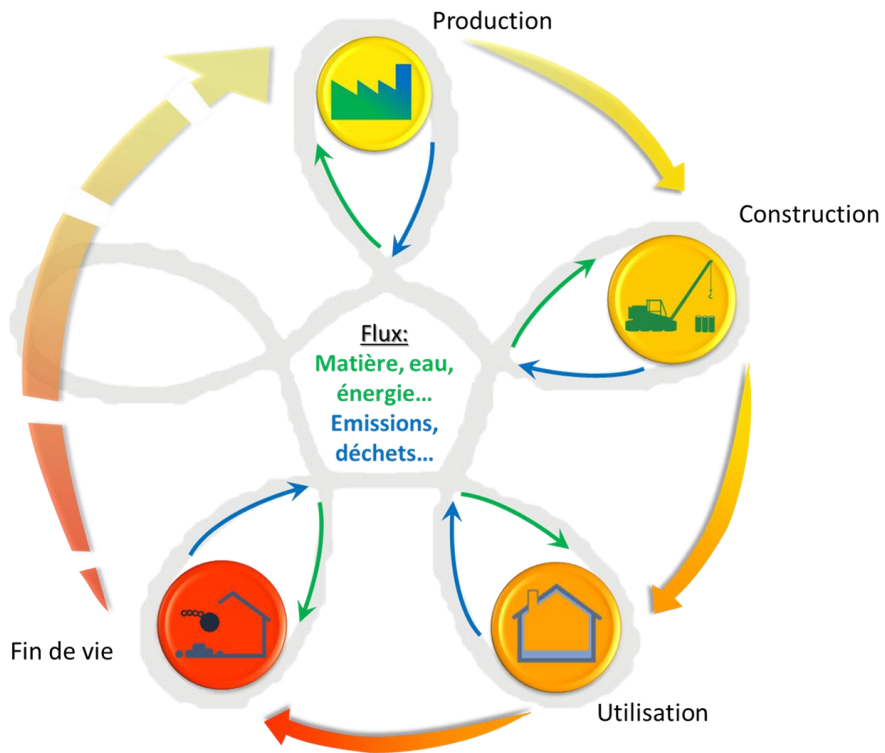 Production
Construction
Flux:
Matière, eau,
énergie…
Emissions,
déchets…
Fin de vie
Utilisation